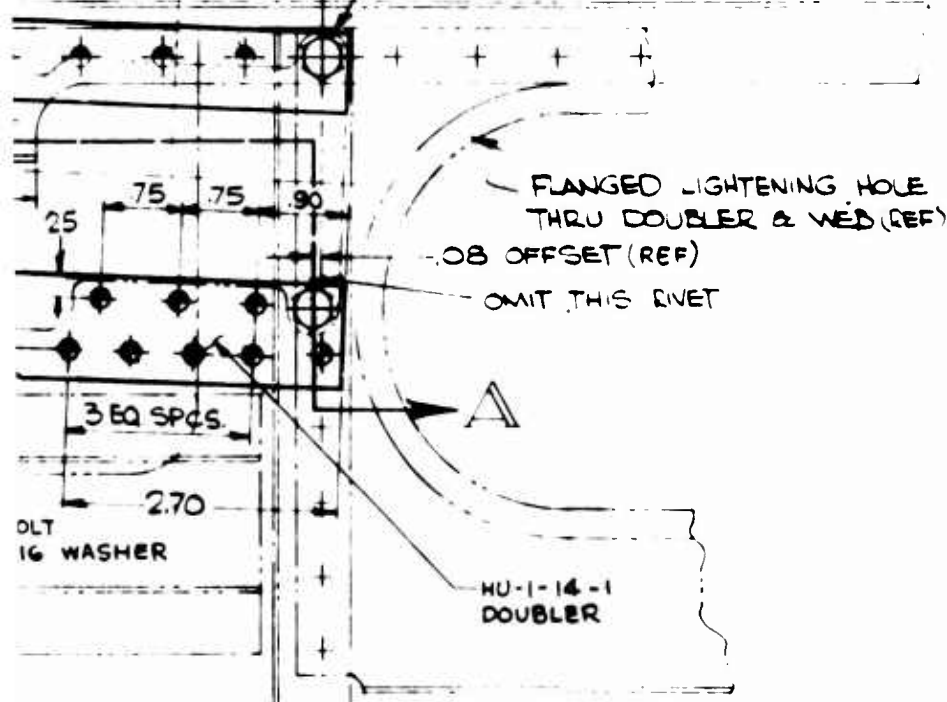 FLANGED LIGHTENING HOLE
THRU DOUBLER & WEB (REF)
.75 .75 .90
.25
.08 OFFSET (REF)
OMIT THIS RIVET
A
3 EQ SPCS.
2.70
OLT
16 WASHER
HU-1-14-1
DOUBLER